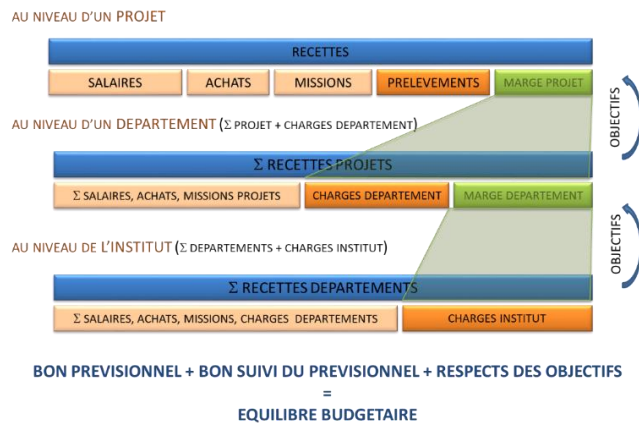 AU NIVEAU D'UN PROJET
RECETTES
SALAIRES ACHATS MISSIONS PRELEVEMENTS MARGE PROJET
OBJECTIFS
AU NIVEAU D'UN DEPARTEMENT (Σ PROJET + CHARGES DEPARTEMENT)
Σ RECETTES PROJETS
Σ SALAIRES, ACHATS, MISSIONS PROJETS CHARGES DEPARTEMENT MARGE DEPARTEMENT
OBJECTIFS
AU NIVEAU DE L'INSTITUT (Σ DEPARTEMENTS + CHARGES INSTITUT)
Σ RECETTES DEPARTEMENTS
Σ SALAIRES, ACHATS, MISSIONS, CHARGES DEPARTEMENTS CHARGES INSTITUT
BON PREVISIONNEL + BON SUIVI DU PREVISIONNEL + RESPECTS DES OBJECTIFS
=
EQUILIBRE BUDGETAIRE